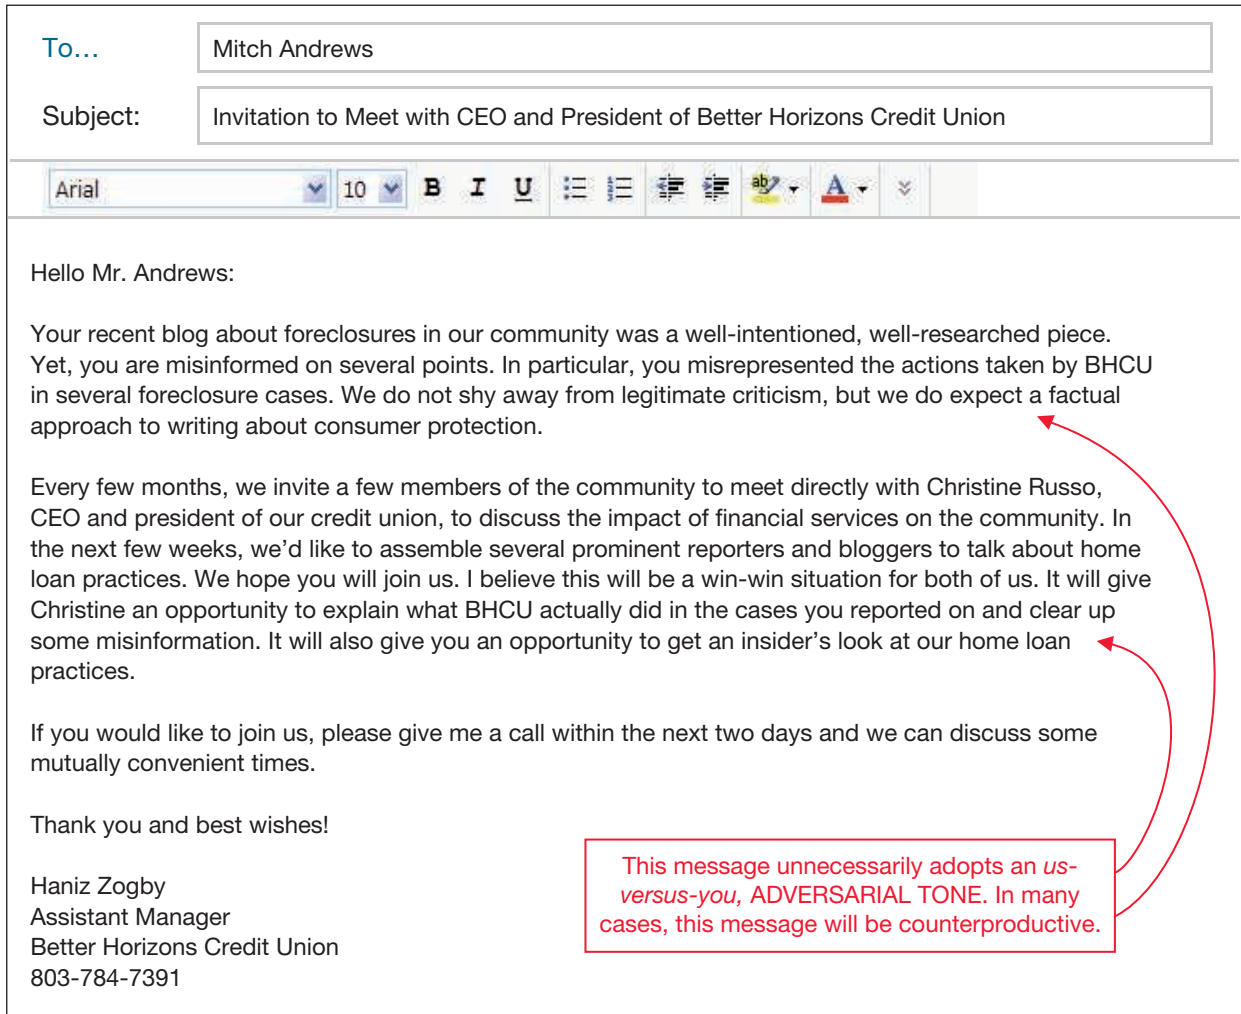 To...
Mitch Andrews
Subject:
Invitation to Meet with CEO and President of Better Horizons Credit Union
Arial 10 B I U ab A
Hello Mr. Andrews:
Your recent blog about foreclosures in our community was a well-intentioned, well-researched piece.
Yet, you are misinformed on several points. In particular, you misrepresented the actions taken by BHCU
in several foreclosure cases. We do not shy away from legitimate criticism, but we do expect a factual
approach to writing about consumer protection.
Every few months, we invite a few members of the community to meet directly with Christine Russo,
CEO and president of our credit union, to discuss the impact of financial services on the community. In
the next few weeks, we’d like to assemble several prominent reporters and bloggers to talk about home
loan practices. We hope you will join us. I believe this will be a win-win situation for both of us. It will give
Christine an opportunity to explain what BHCU actually did in the cases you reported on and clear up
some misinformation. It will also give you an opportunity to get an insider’s look at our home loan
practices.
If you would like to join us, please give me a call within the next two days and we can discuss some
mutually convenient times.
Thank you and best wishes!
Haniz Zogby
Assistant Manager
Better Horizons Credit Union
803-784-7391
This message unnecessarily adopts an us-
versus-you, ADVERSARIAL TONE. In many
cases, this message will be counterproductive.